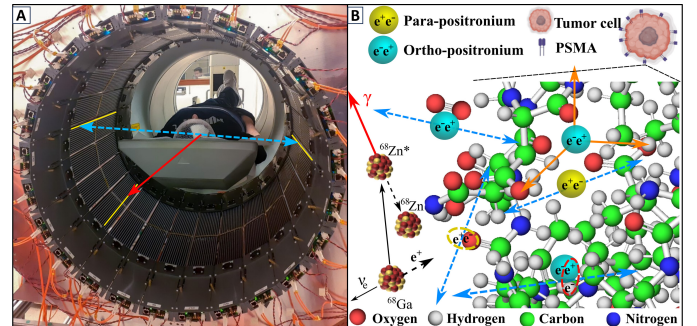 A
B
e⁺e⁻ Para-positronium
Tumor cell
e⁻e⁺ Ortho-positronium
PSMA
γ
e⁻e⁺
e⁻e⁺
⁶⁸Zn*
e⁺e⁻
⁶⁸Zn
e⁺e⁻
e⁺
e⁻e⁺
e⁻
νe
⁶⁸Ga
Oxygen
Hydrogen
Carbon
Nitrogen